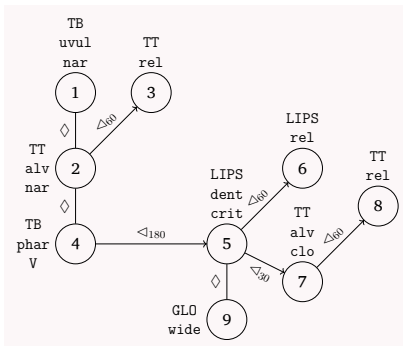 TB
uvul
nar
1
TT
rel
3
◇
◁60
TT
alv
nar
2
◇
TB
phar
V
4
◁180
LIPS
dent
crit
5
◁60
LIPS
rel
6
◁30
TT
alv
clo
7
◁60
TT
rel
8
◇
GLO
wide
9